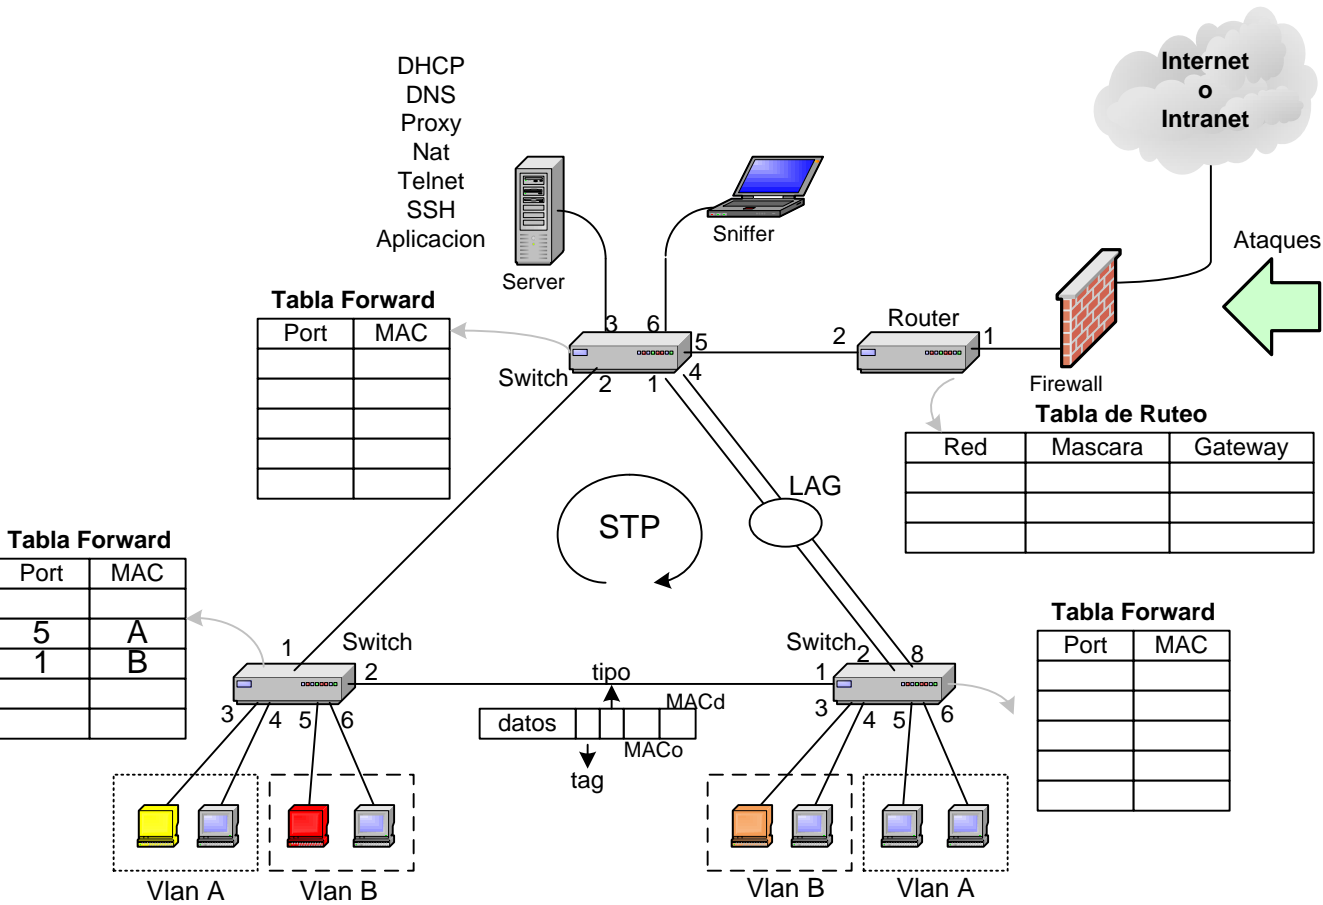 DHCP
DNS
Proxy
Nat
Telnet
SSH
Aplicacion
Server
Sniffer
Internet
o
Intranet
Ataques
Firewall
Router
2
1
Tabla Forward
Port MAC
3 6
5
Switch
2 1 4
Tabla de Ruteo
Red Mascara Gateway
LAG
STP
Tabla Forward
Port MAC
5 A
1 B
1 Switch
2
3 4 5 6
tipo
datos
MACd
MACo
tag
Switch
2 8
1
3 4 5 6
Tabla Forward
Port MAC
Vlan A
Vlan B
Vlan B
Vlan A